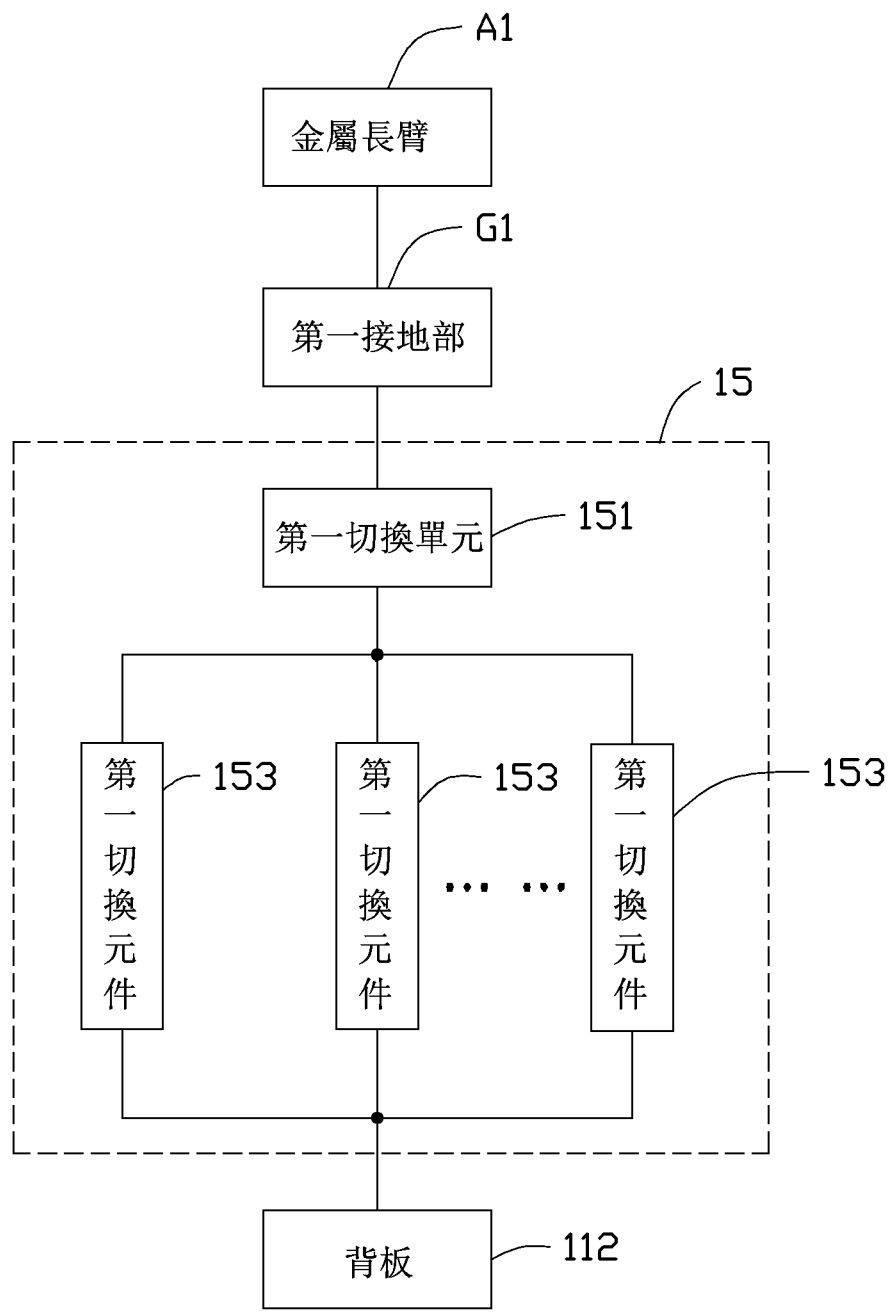 A1
金屬長臂
G1
第一接地部
15
第一切換單元
151
第一切換元件
153
第一切換元件
153
... ...
第一切換元件
153
背板
112